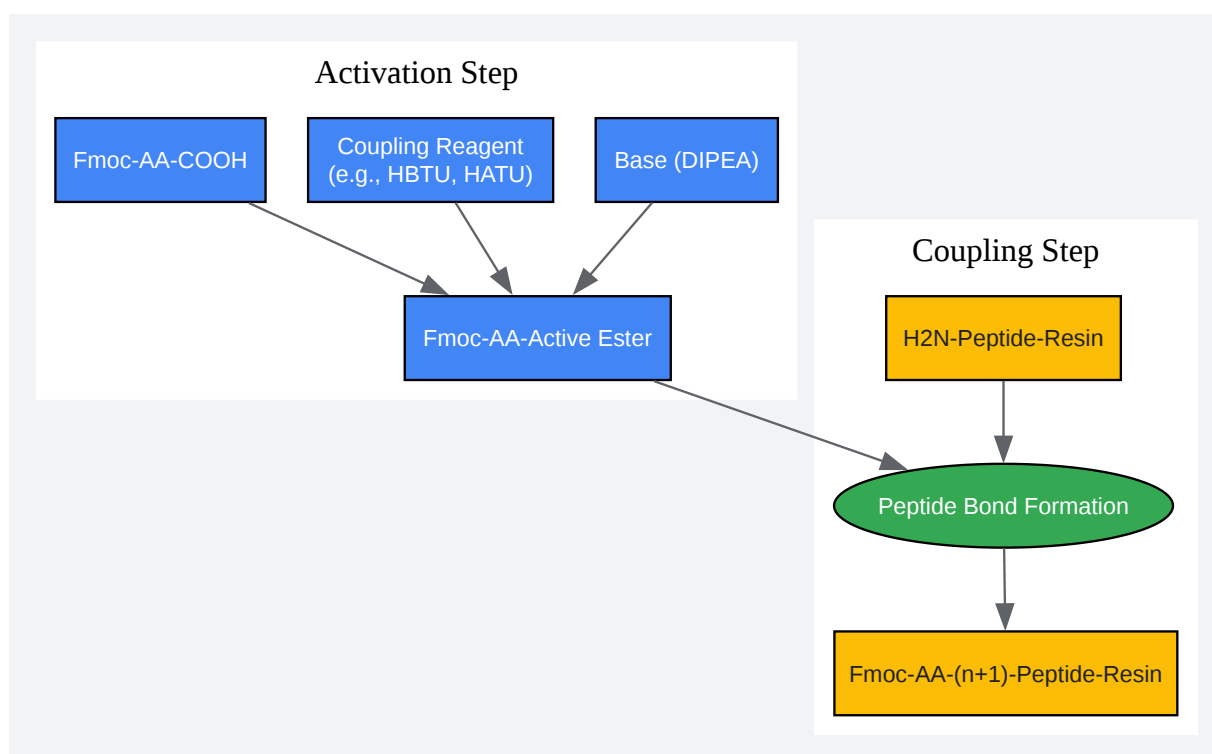 Activation Step
Fmoc-AA-COOH
Coupling Reagent
(e.g., HBTU, HATU)
Base (DIPEA)
Fmoc-AA-Active Ester
Coupling Step
H2N-Peptide-Resin
Peptide Bond Formation
Fmoc-AA-(n+1)-Peptide-Resin